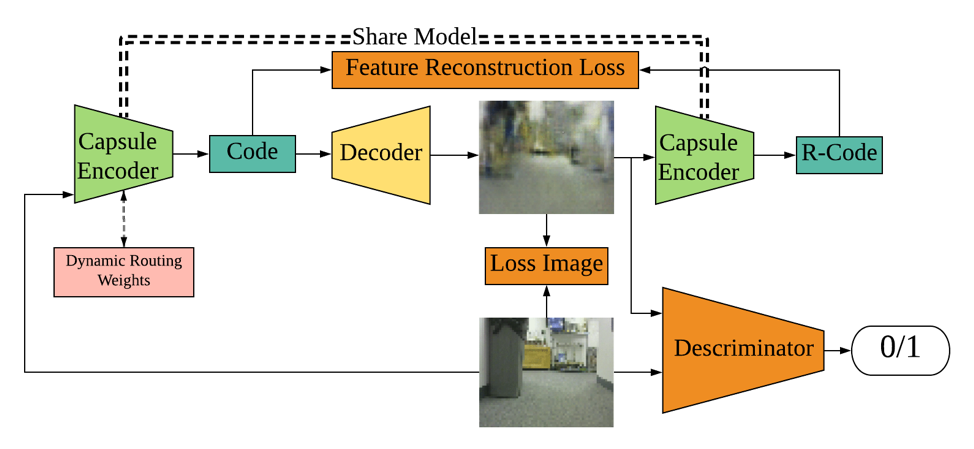 Share Model
Feature Reconstruction Loss
Capsule
Encoder
Code
Decoder
Capsule
Encoder
R-Code
Dynamic Routing
Weights
Loss Image
Descriminator
0/1